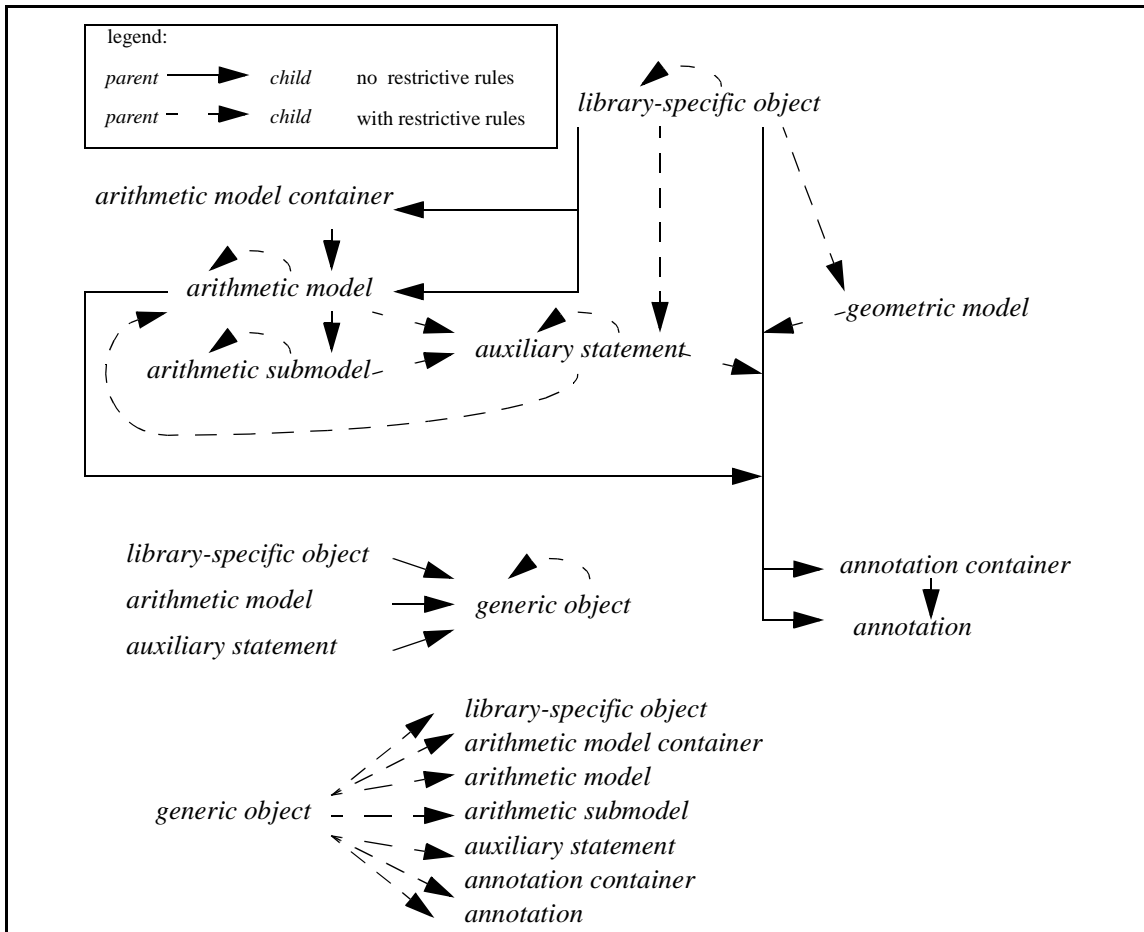 legend:
parent child no restrictive rules
parent child with restrictive rules
library-specific object
arithmetic model container
arithmetic model
geometric model
auxiliary statement
arithmetic submodel
library-specific object
arithmetic model
auxiliary statement
generic object
annotation container
annotation
generic object
library-specific object
arithmetic model container
arithmetic model
arithmetic submodel
auxiliary statement
annotation container
annotation